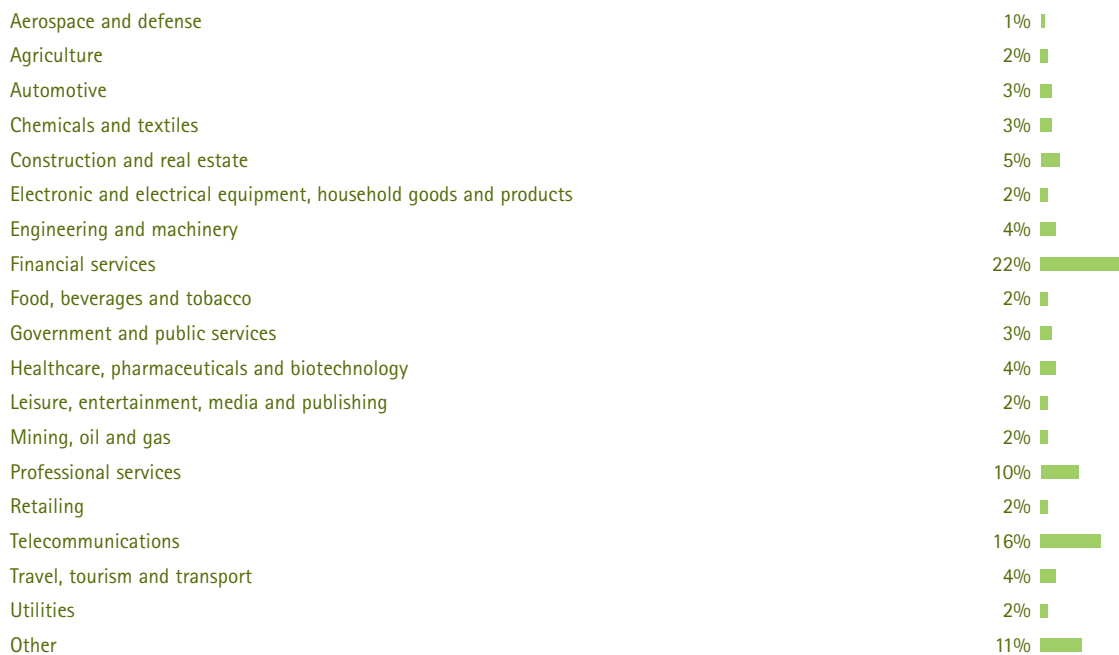 Aerospace and defense 1%
Agriculture 2%
Automotive 3%
Chemicals and textiles 3%
Construction and real estate 5%
Electronic and electrical equipment, household goods and products 2%
Engineering and machinery 4%
Financial services 22%
Food, beverages and tobacco 2%
Government and public services 3%
Healthcare, pharmaceuticals and biotechnology 4%
Leisure, entertainment, media and publishing 2%
Mining, oil and gas 2%
Professional services 10%
Retailing 2%
Telecommunications 16%
Travel, tourism and transport 4%
Utilities 2%
Other 11%